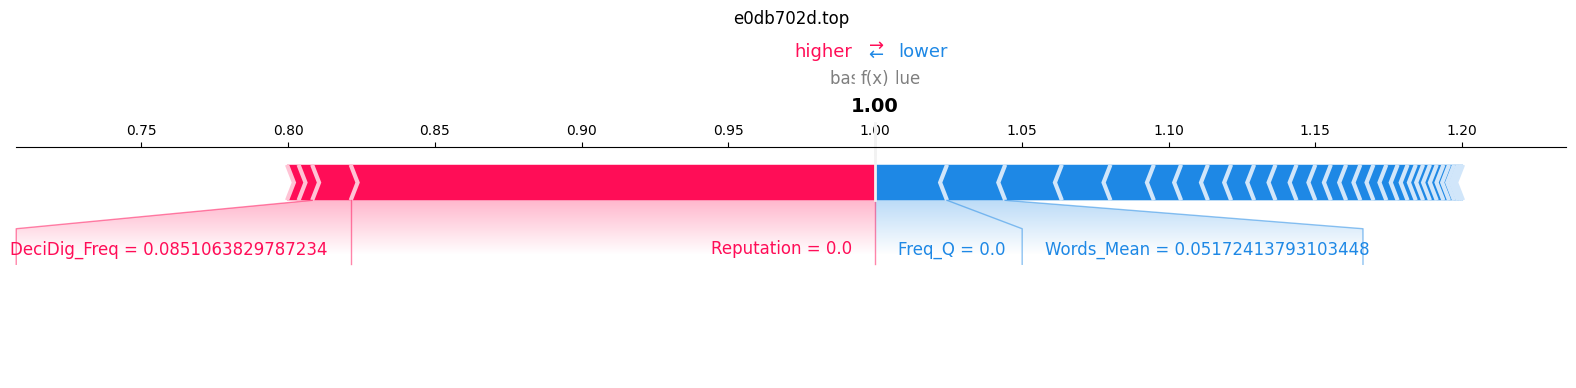 e0db702d.top
higher → ← lower
f(x)
1.00
0.75 0.80 0.85 0.90 0.95 1.00 1.05 1.10 1.15 1.20
DeciDig_Freq = 0.0851063829787234 Reputation = 0.0 Freq_Q = 0.0 Words_Mean = 0.05172413793103448